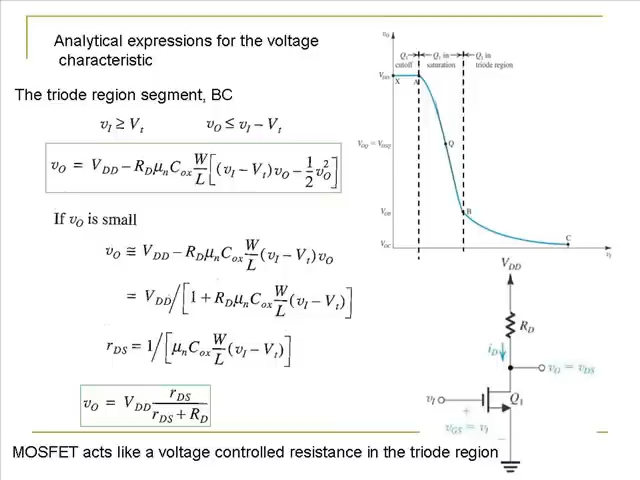 Analytical expressions for the voltage
characteristic
The triode region segment, BC
v_I ≥ V_t v_O ≤ v_I − V_t
v_O = V_DD − R_D μ_n C_ox W/L [(v_I − V_t)v_O − 1/2 v_O^2]
If v_O is small
v_O ≅ V_DD − R_D μ_n C_ox W/L (v_I − V_t)v_O
= V_DD / [1 + R_D μ_n C_ox W/L (v_I − V_t)]
r_DS = 1/[μ_n C_ox W/L (v_I − V_t)]
v_O = V_DD r_DS / (r_DS + R_D)
MOSFET acts like a voltage controlled resistance in the triode region
v_O
Q_1 Q_1 in Q_1 in
cutoff saturation triode region
X A
Q
B
V_OB
C
V_OC
v_I
V_DD
R_D
i_D
v_O = v_DS
v_I
Q_1
v_GS = v_I